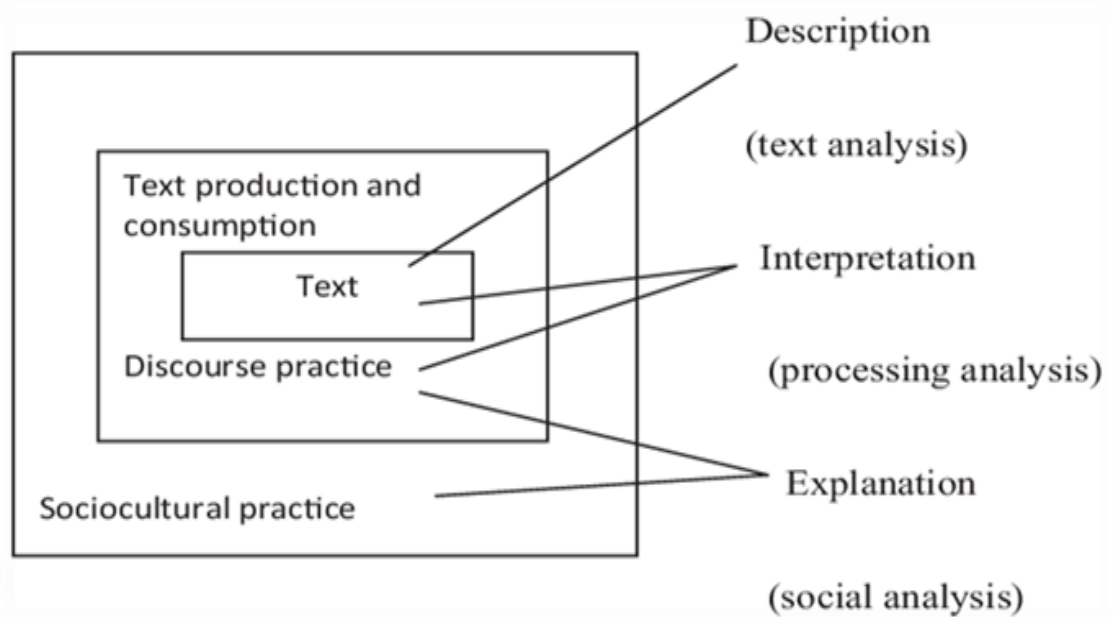 Description
(text analysis)
Text production and
consumption
Text
Interpretation
Discourse practice
(processing analysis)
Explanation
Sociocultural practice
(social analysis)